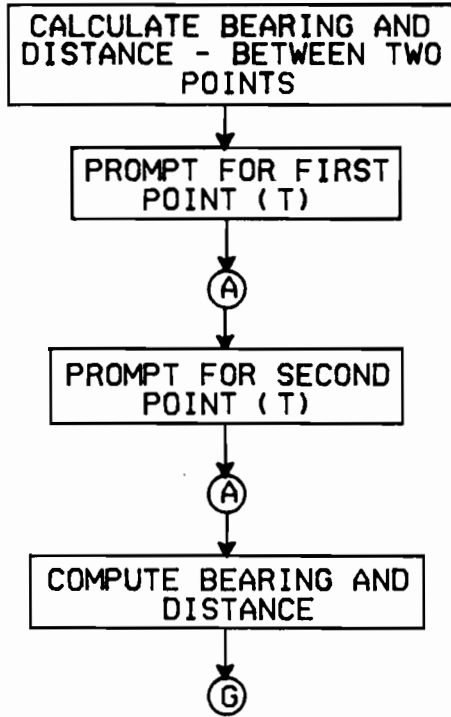 CALCULATE BEARING AND
DISTANCE - BETWEEN TWO
POINTS
PROMPT FOR FIRST
POINT (T)
A
PROMPT FOR SECOND
POINT (T)
A
COMPUTE BEARING AND
DISTANCE
G